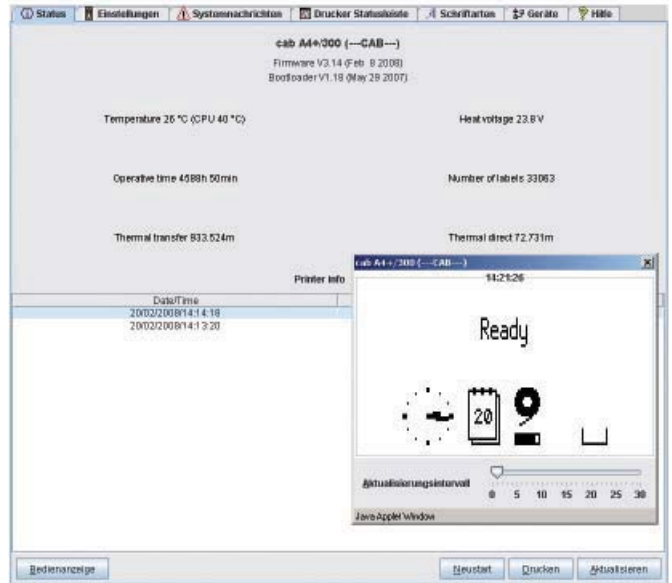 Status Einstellungen Systemnachrichten Drucker Statusleiste Schriftarten Geräte Hilfe
cab A4+/300 (---CAB---)
Firmware V3.14 (Feb 8 2008)
Bootloader V1.18 (May 29 2007)
Temperature 26 °C (CPU 40 °C) Heat voltage 23.8 V
Operative time 4588h 50min Number of labels 33063
Thermal transfer 933.524m Thermal direct 72.731m
Printer info
Date/Time
20/02/2008/14:14:18
20/02/2008/14:13:20
cab A4+/300 (---CAB---)
14:21:26
Ready
20
Aktualisierungsintervall
0 5 10 15 20 25 30
Java Applet Window
Bedienanzeige Neustart Drucken Aktualisieren